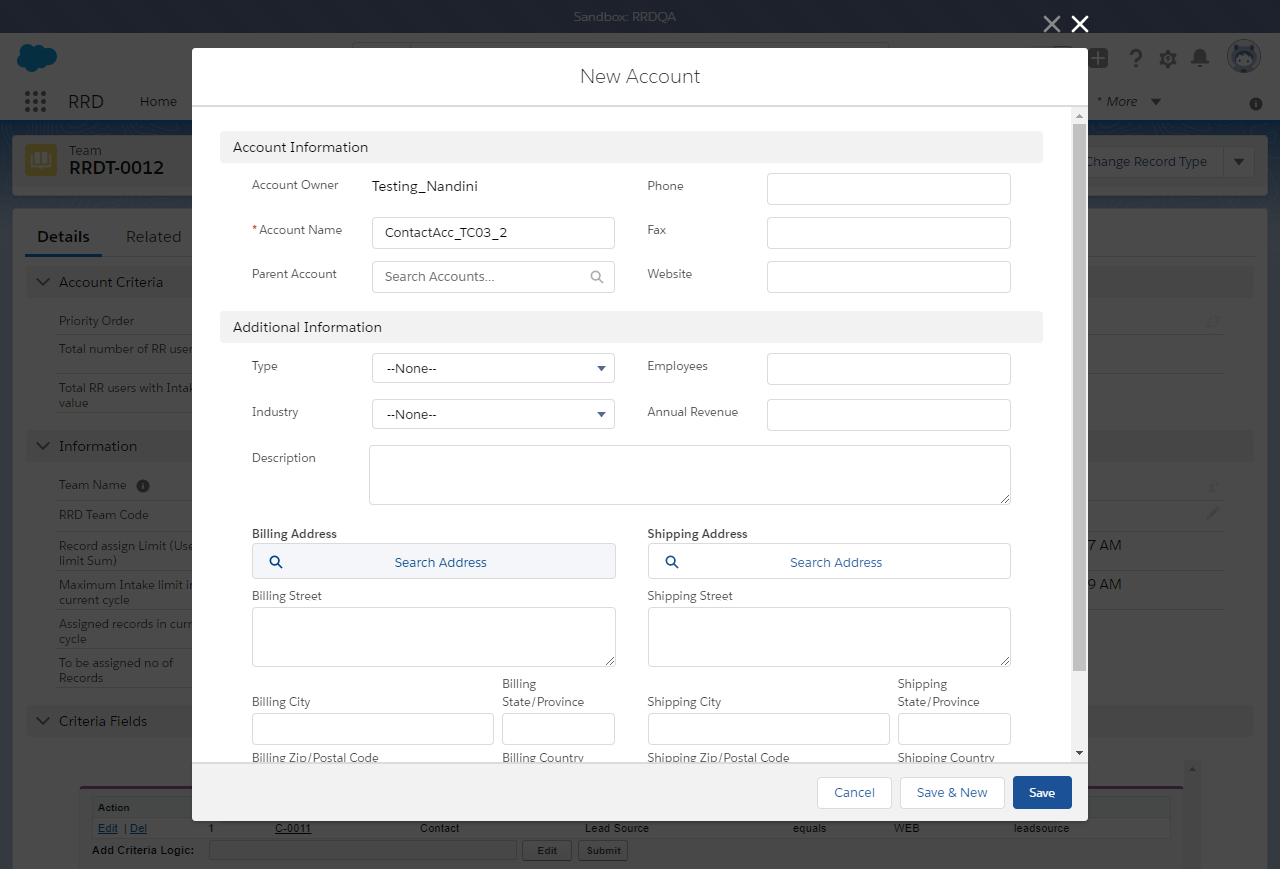 Sandbox: RRDQA
RRD
Home
* More
Team
RRDT-0012
Change Record Type
Details
Related
Account Criteria
Priority Order
Total number of RR user
Total RR users with Intak
value
Information
Team Name
RRD Team Code
Record assign Limit (Use
limit Sum)
7 AM
Maximum Intake limit i
current cycle
9 AM
Assigned records in curr
cycle
To be assigned no of
Records
Criteria Fields
New Account
Account Information
Account Owner
Testing_Nandini
Phone
*Account Name
ContactAcc_TC03_2
Fax
Parent Account
Search Accounts...
Website
Additional Information
Type
--None--
Employees
Industry
--None--
Annual Revenue
Description
Billing Address
Shipping Address
Search Address
Search Address
Billing Street
Shipping Street
Billing City
Billing
State/Province
Shipping City
Shipping
State/Province
Billing Zip/Postal Code
Billing Country
Shipping Zip/Postal Code
Shipping Country
Cancel
Save & New
Save
Action
Edit | Del
1
C-0011
Contact
Lead Source
equals
WEB
leadsource
Add Criteria Logic:
Edit
Submit